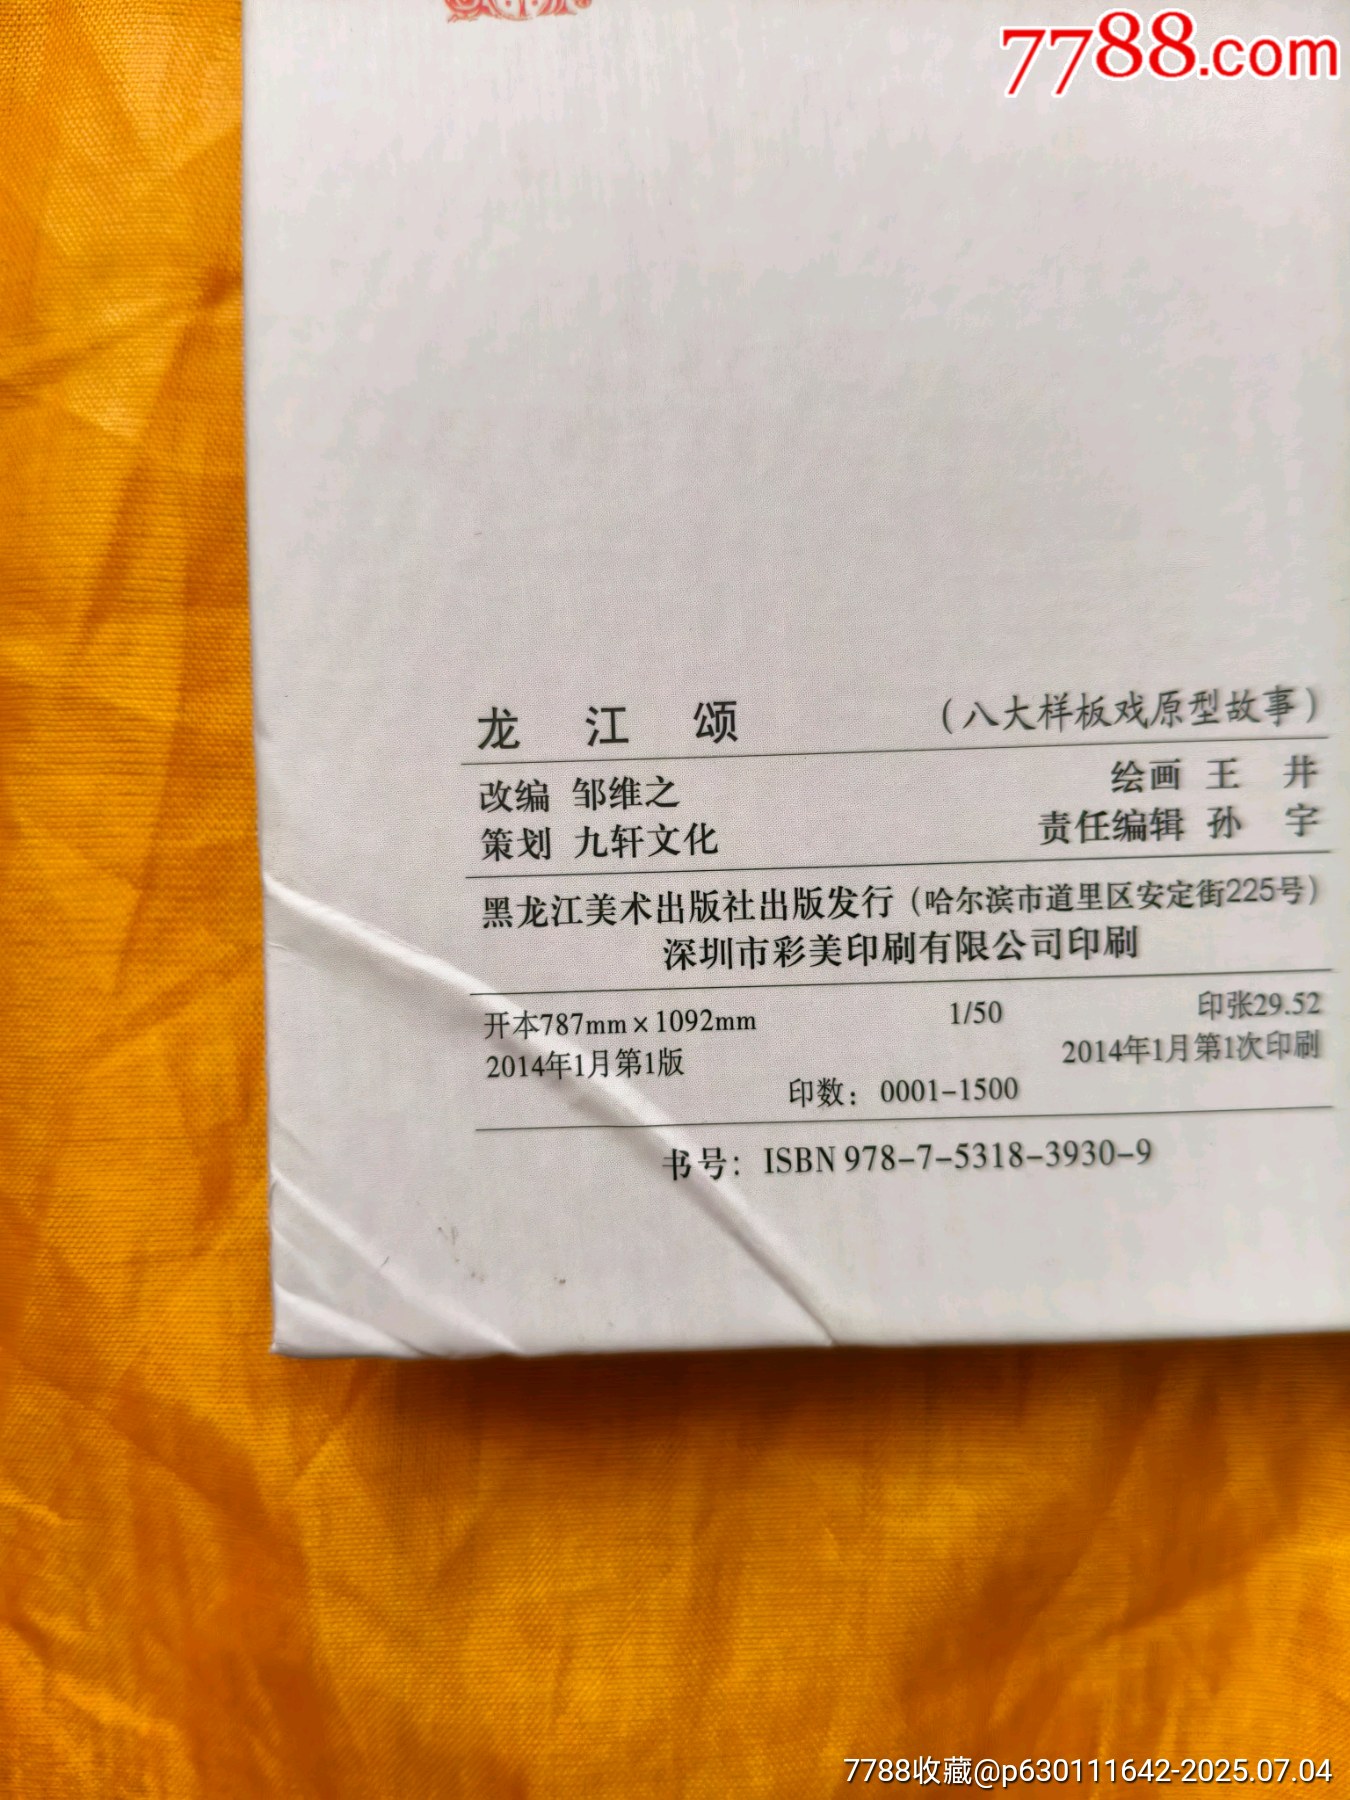 7788.com
龙 江 颂 (八大样板戏原型故事)
改编 邹维之 绘画 王 井
策划 九轩文化 责任编辑 孙 宇
黑龙江美术出版社出版发行(哈尔滨市道里区安定街225号)
深圳市彩美印刷有限公司印刷
开本787mm×1092mm 1/50 印张29.52
2014年1月第1版 2014年1月第1次印刷
印数：0001-1500
书号：ISBN 978-7-5318-3930-9
7788收藏@p630111642-2025.07.04